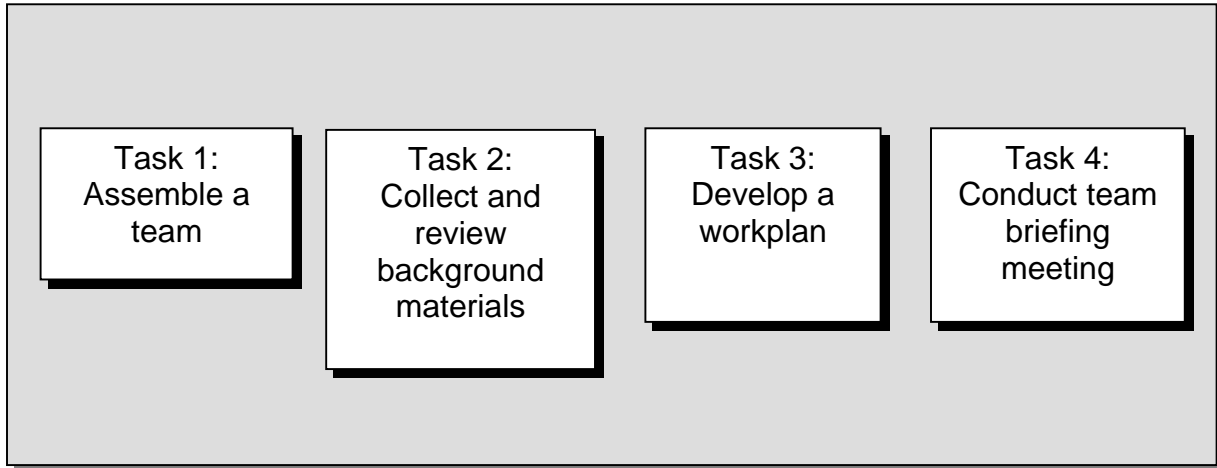 Task 1:
Assemble a
team
Task 2:
Collect and
review
background
materials
Task 3:
Develop a
workplan
Task 4:
Conduct team
briefing
meeting